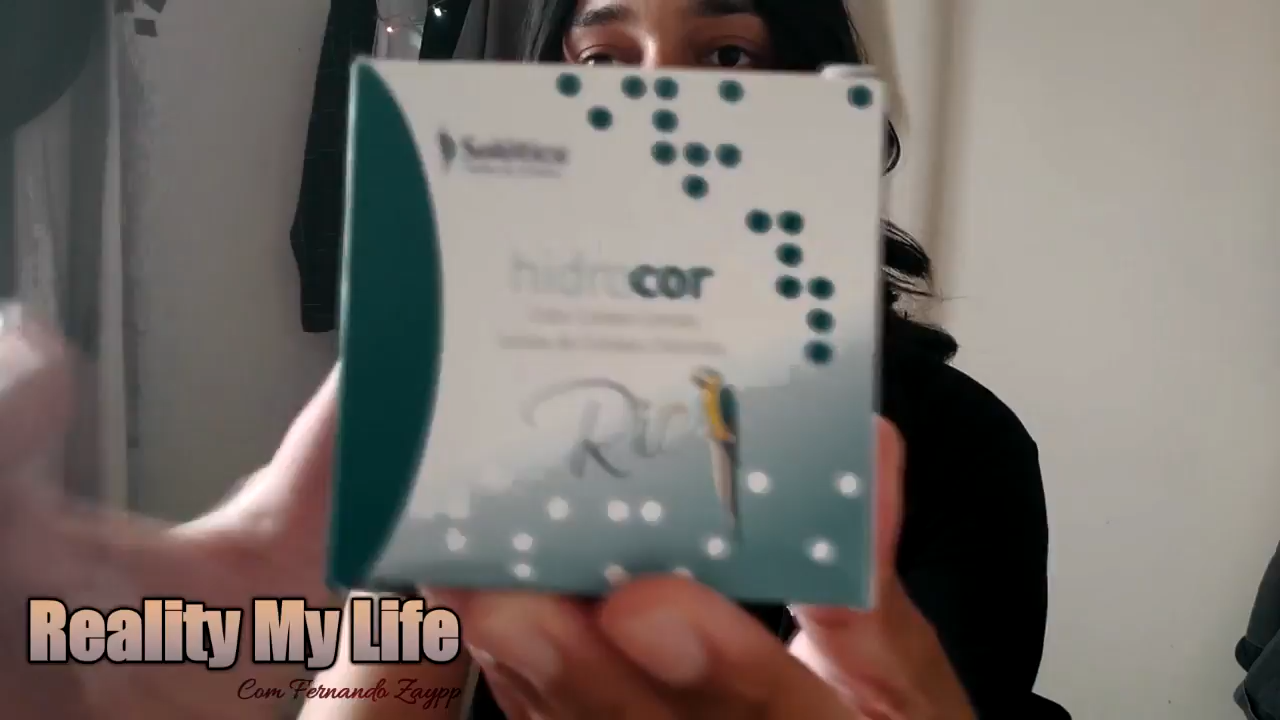 Solótica
hidrocor
Rio
Reality My Life
Com Fernando Zaypp